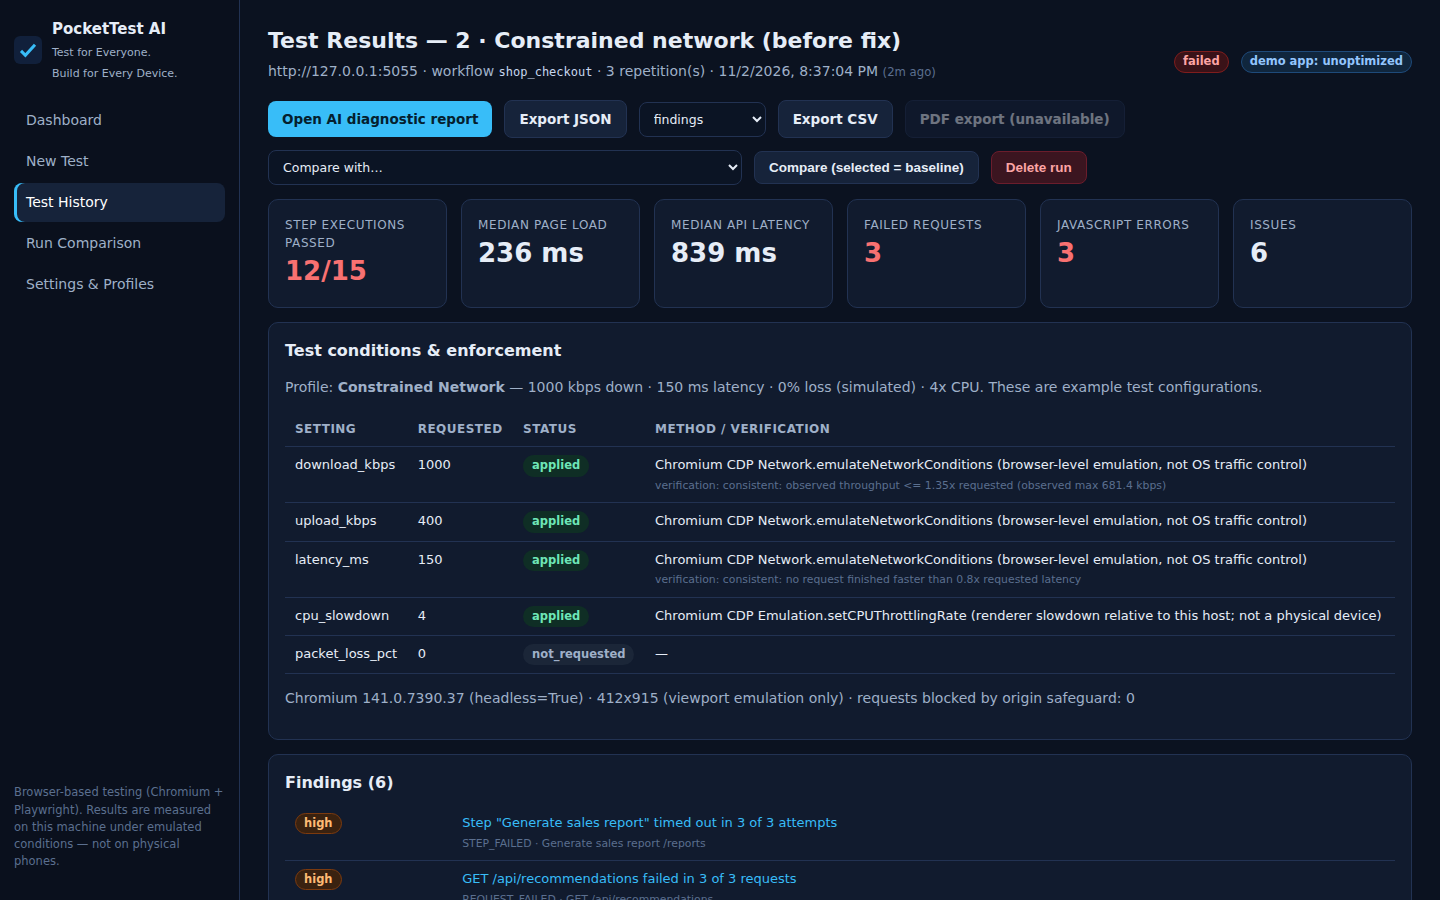 PocketTest AI
Test for Everyone.
Build for Every Device.
Dashboard
New Test
Test History
Run Comparison
Settings & Profiles
Browser-based testing (Chromium +
Playwright). Results are measured
on this machine under emulated
conditions — not on physical
phones.
Test Results — 2 · Constrained network (before fix)
http://127.0.0.1:5055 · workflow shop_checkout · 3 repetition(s) · 11/2/2026, 8:37:04 PM (2m ago)
failed
demo app: unoptimized
Open AI diagnostic report
Export JSON
findings
Export CSV
PDF export (unavailable)
Compare with...
Compare (selected = baseline)
Delete run
STEP EXECUTIONS
PASSED
12/15
MEDIAN PAGE LOAD
236 ms
MEDIAN API LATENCY
839 ms
FAILED REQUESTS
3
JAVASCRIPT ERRORS
3
ISSUES
6
Test conditions & enforcement
Profile: Constrained Network — 1000 kbps down · 150 ms latency · 0% loss (simulated) · 4x CPU. These are example test configurations.
SETTING REQUESTED STATUS METHOD / VERIFICATION
download_kbps 1000 applied Chromium CDP Network.emulateNetworkConditions (browser-level emulation, not OS traffic control)
verification: consistent: observed throughput <= 1.35x requested (observed max 681.4 kbps)
upload_kbps 400 applied Chromium CDP Network.emulateNetworkConditions (browser-level emulation, not OS traffic control)
latency_ms 150 applied Chromium CDP Network.emulateNetworkConditions (browser-level emulation, not OS traffic control)
verification: consistent: no request finished faster than 0.8x requested latency
cpu_slowdown 4 applied Chromium CDP Emulation.setCPUThrottlingRate (renderer slowdown relative to this host; not a physical device)
packet_loss_pct 0 not_requested —
Chromium 141.0.7390.37 (headless=True) · 412x915 (viewport emulation only) · requests blocked by origin safeguard: 0
Findings (6)
high Step "Generate sales report" timed out in 3 of 3 attempts
STEP_FAILED · Generate sales report /reports
high GET /api/recommendations failed in 3 of 3 requests
REQUEST_FAILED · GET /api/recommendations